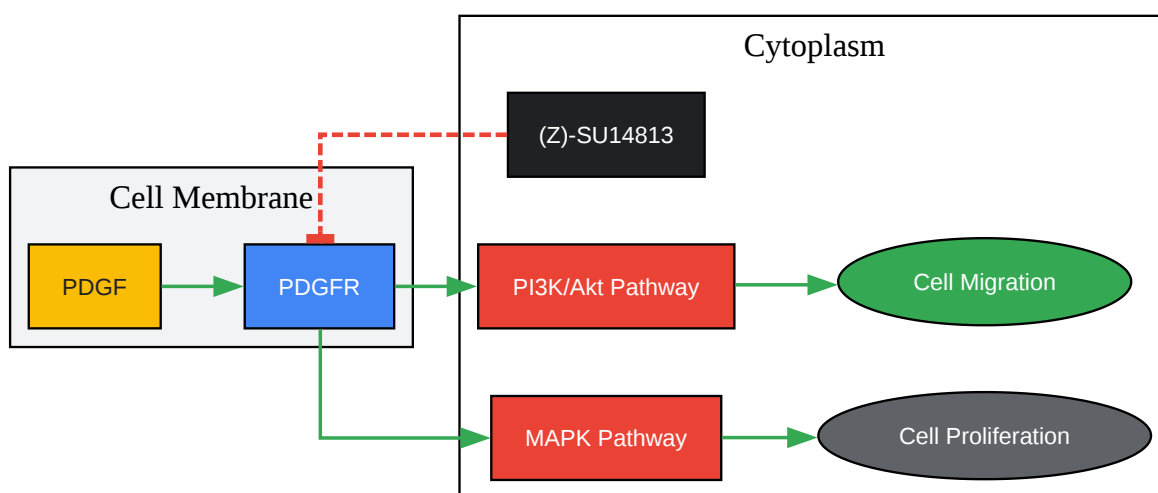 Cytoplasm
(Z)-SU14813
Cell Membrane
PDGF
PDGFR
PI3K/Akt Pathway
Cell Migration
MAPK Pathway
Cell Proliferation